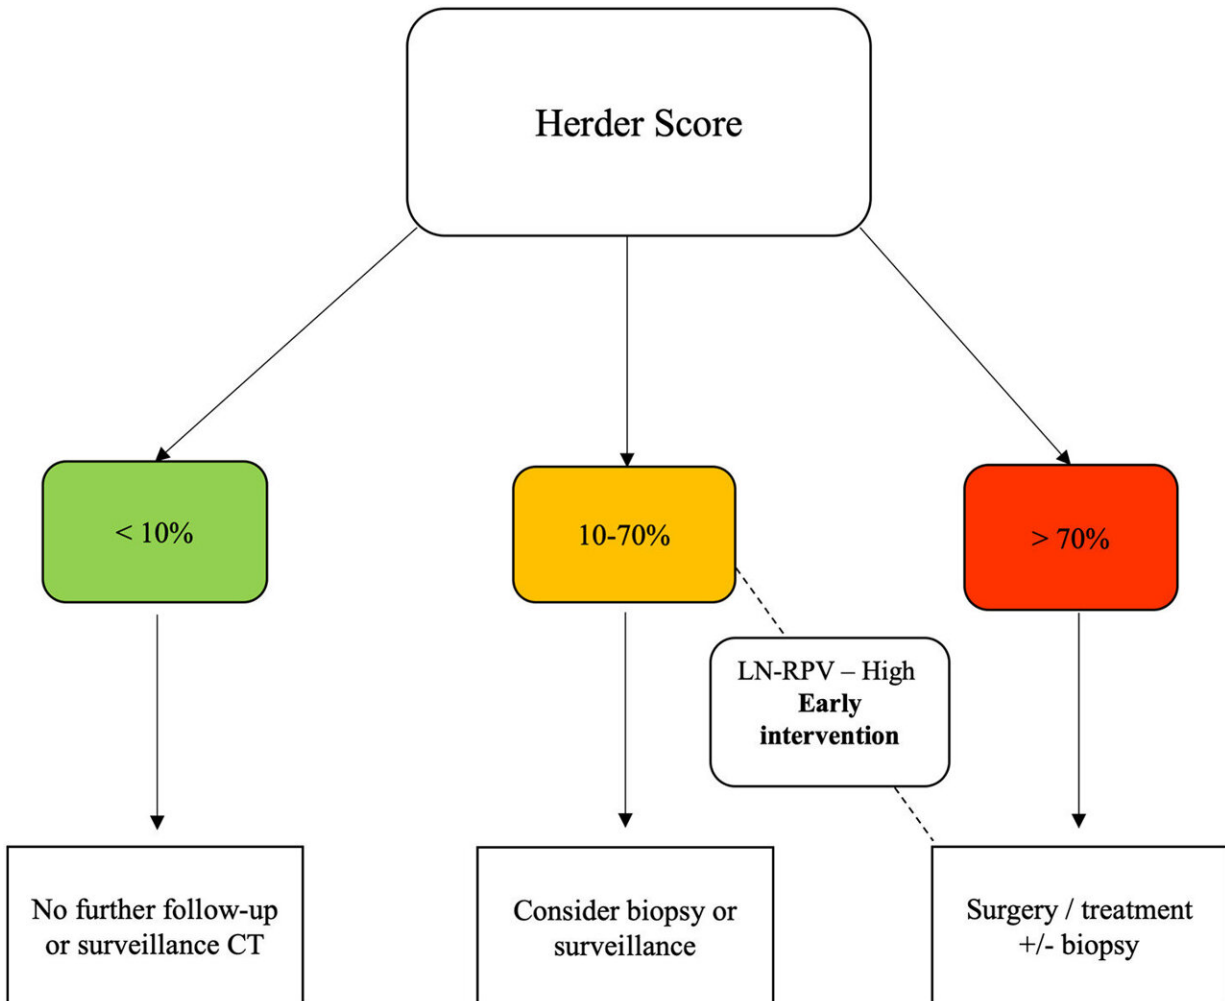 Herder Score
< 10%
10-70%
> 70%
LN-RPV – High
Early
intervention
No further follow-up
or surveillance CT
Consider biopsy or
surveillance
Surgery / treatment
+/- biopsy